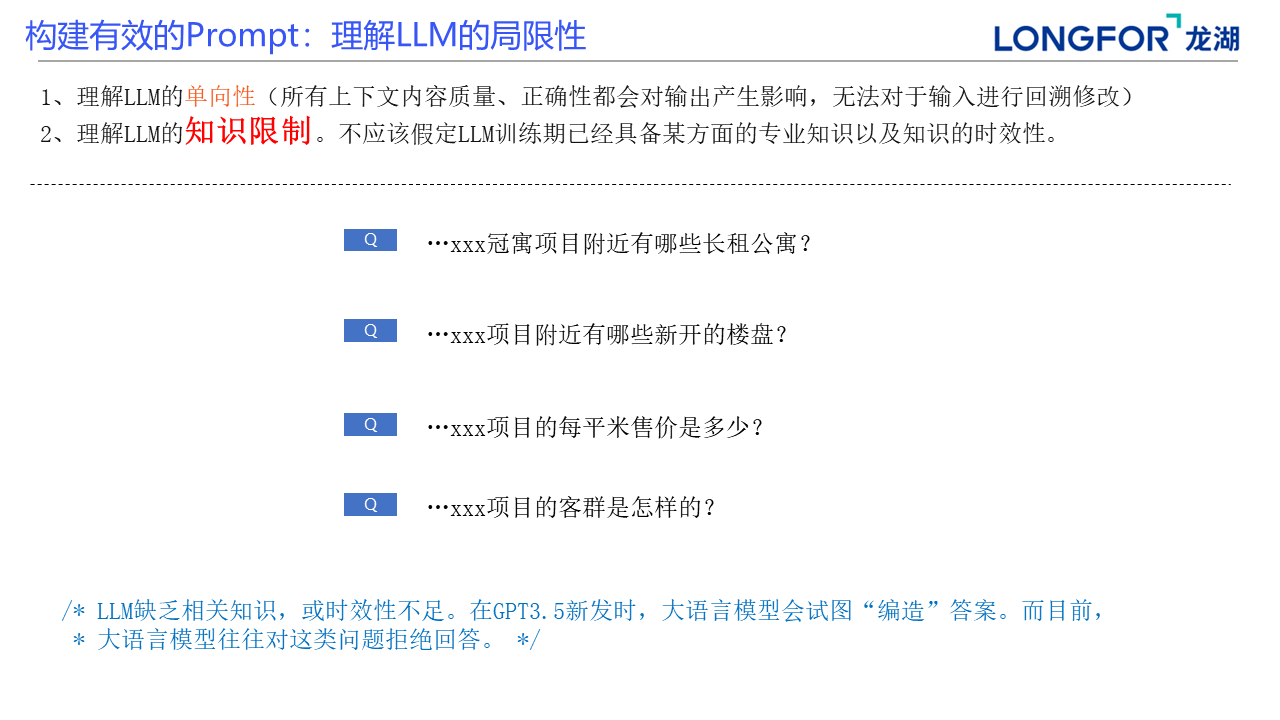 构建有效的Prompt：理解LLM的局限性
LONGFOR 龙湖
1、理解LLM的单向性（所有上下文内容质量、正确性都会对输出产生影响，无法对于输入进行回溯修改）
2、理解LLM的知识限制。不应该假定LLM训练期已经具备某方面的专业知识以及知识的时效性。
Q …xxx冠寓项目附近有哪些长租公寓？
Q …xxx项目附近有哪些新开的楼盘？
Q …xxx项目的每平米售价是多少？
Q …xxx项目的客群是怎样的？
/* LLM缺乏相关知识，或时效性不足。在GPT3.5新发时，大语言模型会试图“编造”答案。而目前，
* 大语言模型往往对这类问题拒绝回答。 */